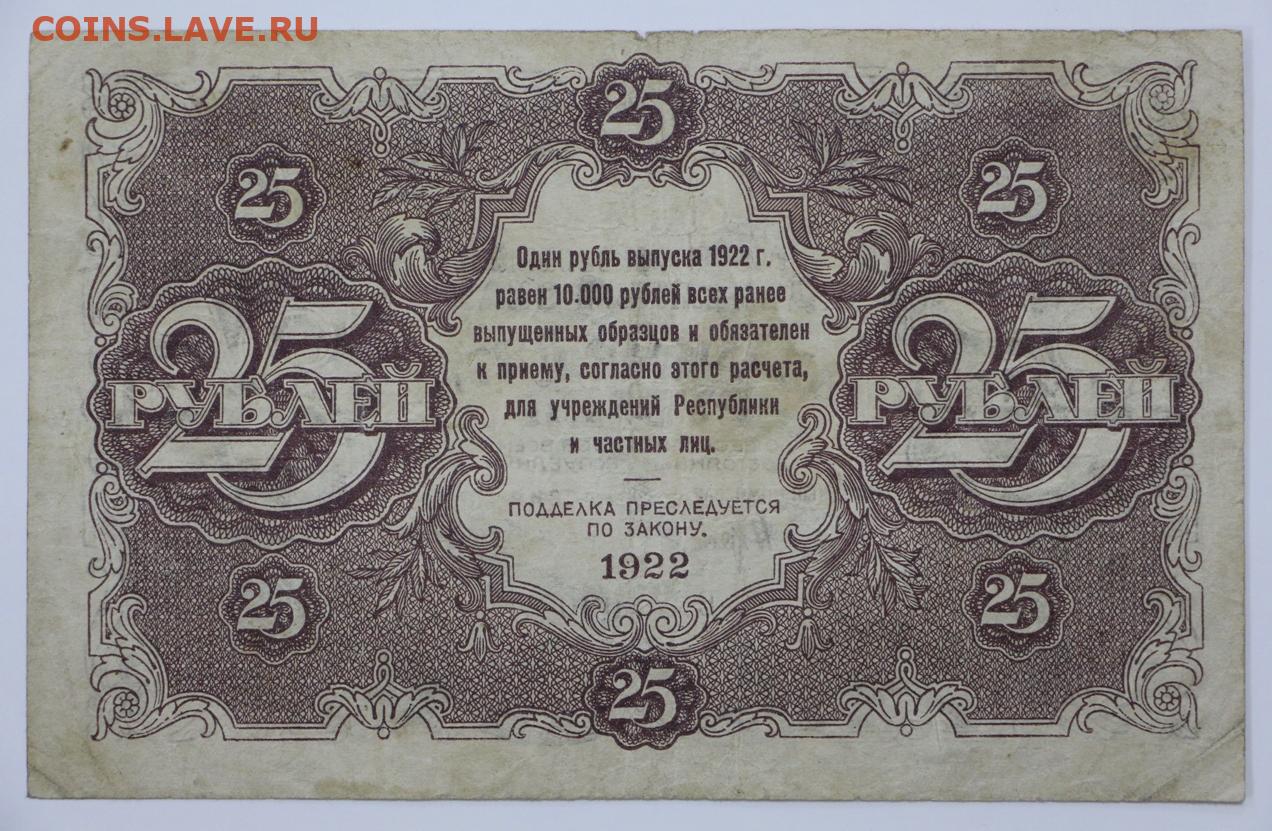 COINS.LAVE.RU
25
25
25
25 РУБЛЕЙ
25 РУБЛЕЙ
Один рубль выпуска 1922 г.
равен 10.000 рублей всех ранее
выпущенных образцов и обязателен
к приему, согласно этого расчета,
для учреждений Республики
и частных лиц.
ПОДДЕЛКА ПРЕСЛЕДУЕТСЯ
ПО ЗАКОНУ.
1922
25
25
25